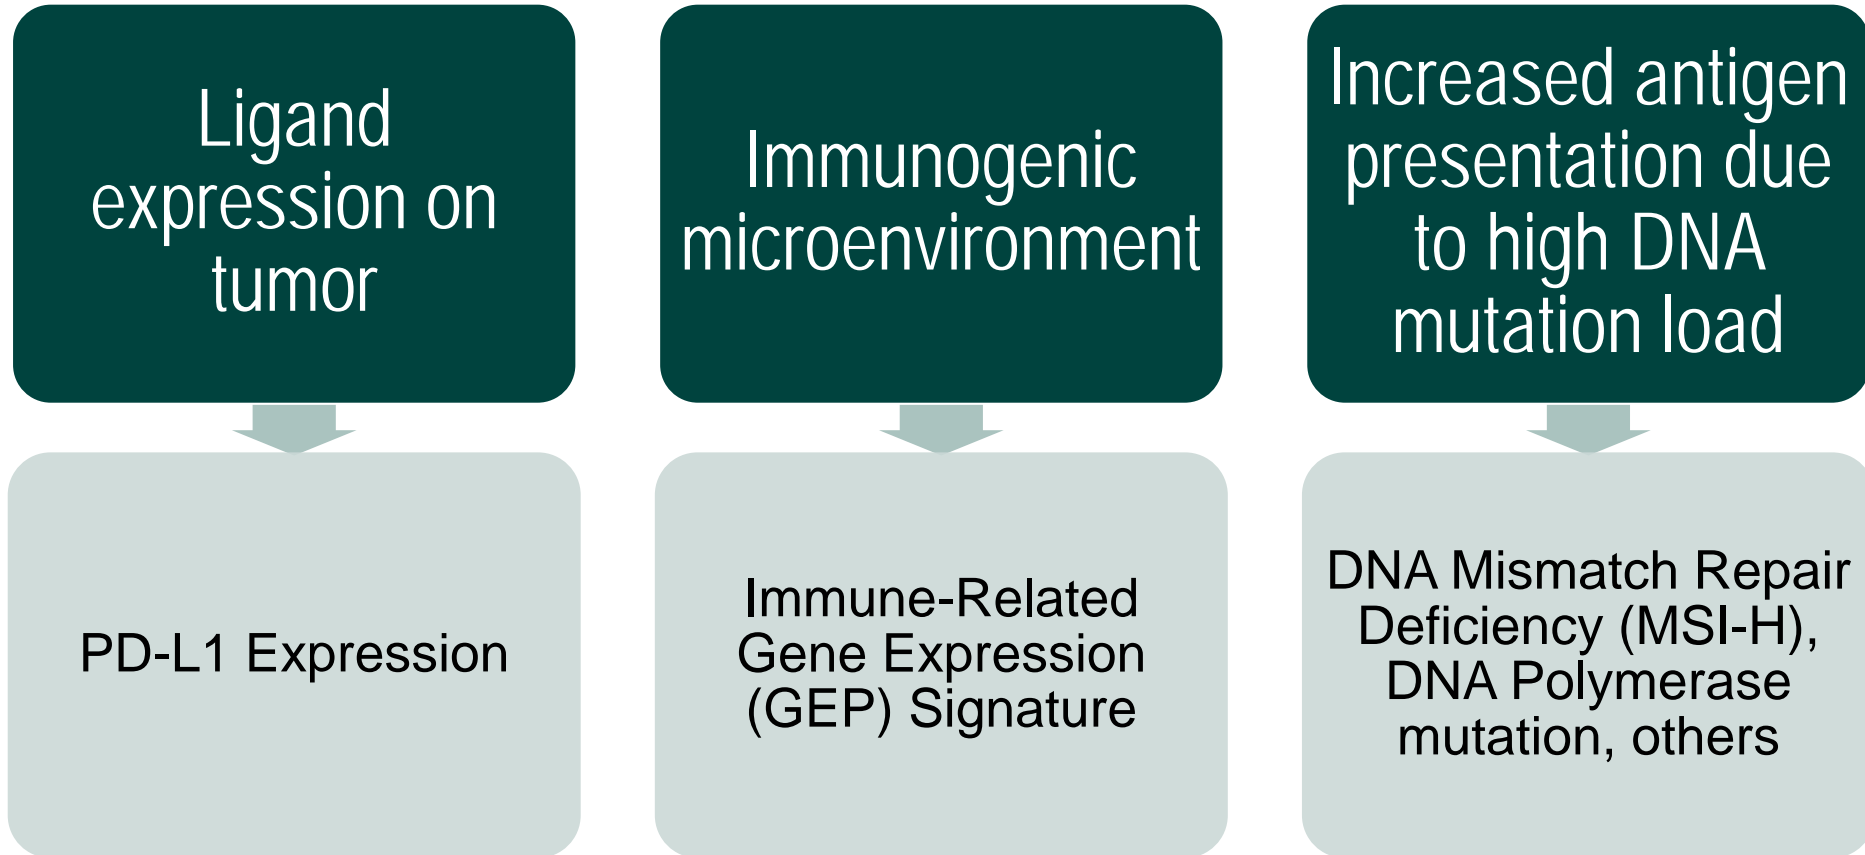 Ligand
expression on
tumor
PD-L1 Expression
Immunogenic
microenvironment
Immune-Related
Gene Expression
(GEP) Signature
Increased antigen
presentation due
to high DNA
mutation load
DNA Mismatch Repair
Deficiency (MSI-H),
DNA Polymerase
mutation, others